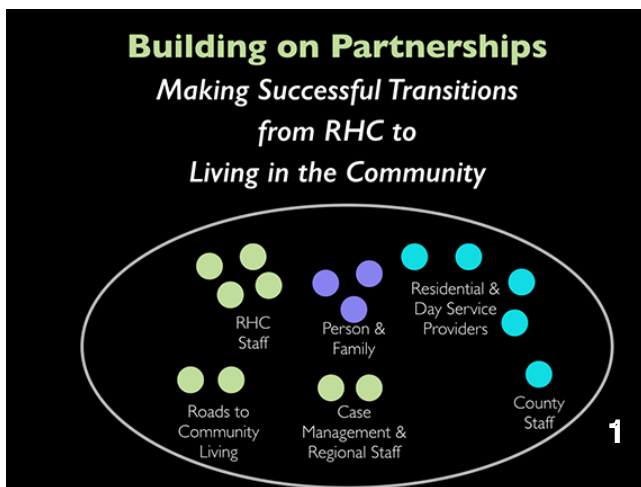 Building on Partnerships
Making Successful Transitions
from RHC to
Living in the Community
RHC
Staff
Person &
Family
Residential &
Day Service
Providers
Roads to
Community
Living
Case
Management &
Regional Staff
County
Staff
1